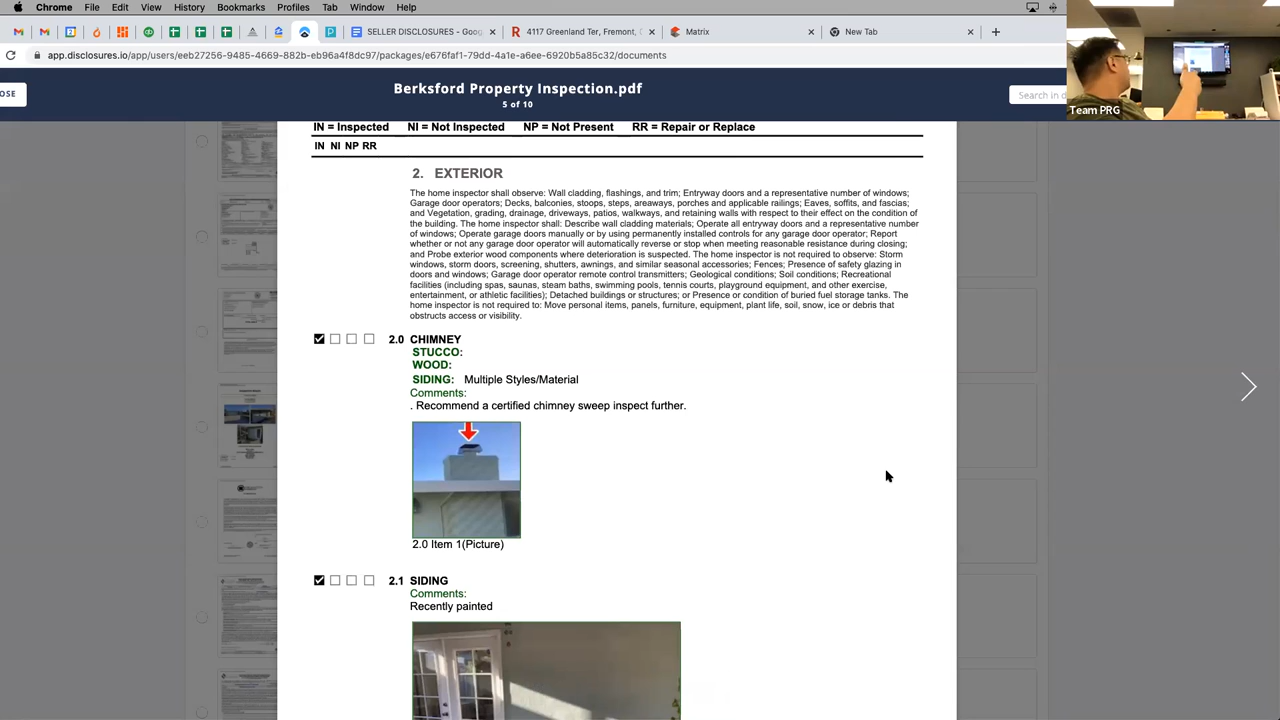 Chrome File Edit View History Bookmarks Profiles Tab Window Help
SELLER DISCLOSURES - Goog 4117 Greenland Ter, Fremont, C Matrix New Tab
app.disclosures.io/app/users/eeb27256-9485-4669-882b-eb96a4f8dc97/packages/e676faf1-79dd-4a1e-a6ee-6920b5a85c32/documents
OSE
Berksford Property Inspection.pdf
5 of 10
Search in d
Team PRG
IN = Inspected NI = Not Inspected NP = Not Present RR = Repair or Replace
IN NI NP RR
2. EXTERIOR
The home inspector shall observe: Wall cladding, flashings, and trim; Entryway doors and a representative number of windows;
Garage door operators; Decks, balconies, stoops, steps, areaways, porches and applicable railings; Eaves, soffits, and fascias;
and Vegetation, grading, drainage, driveways, patios, walkways, and retaining walls with respect to their effect on the condition of
the building. The home inspector shall: Describe wall cladding materials; Operate all entryway doors and a representative number
of windows; Operate garage doors manually or by using permanently installed controls for any garage door operator; Report
whether or not any garage door operator will automatically reverse or stop when meeting reasonable resistance during closing;
and Probe exterior wood components where deterioration is suspected. The home inspector is not required to observe: Storm
windows, storm doors, screening, shutters, awnings, and similar seasonal accessories; Fences; Presence of safety glazing in
doors and windows; Garage door operator remote control transmitters; Geological conditions; Soil conditions; Recreational
facilities (including spas, saunas, steam baths, swimming pools, tennis courts, playground equipment, and other exercise,
entertainment, or athletic facilities); Detached buildings or structures; or Presence or condition of buried fuel storage tanks. The
home inspector is not required to: Move personal items, panels, furniture, equipment, plant life, soil, snow, ice or debris that
obstructs access or visibility.
2.0 CHIMNEY
STUCCO:
WOOD:
SIDING: Multiple Styles/Material
Comments:
. Recommend a certified chimney sweep inspect further.
2.0 Item 1(Picture)
2.1 SIDING
Comments:
Recently painted